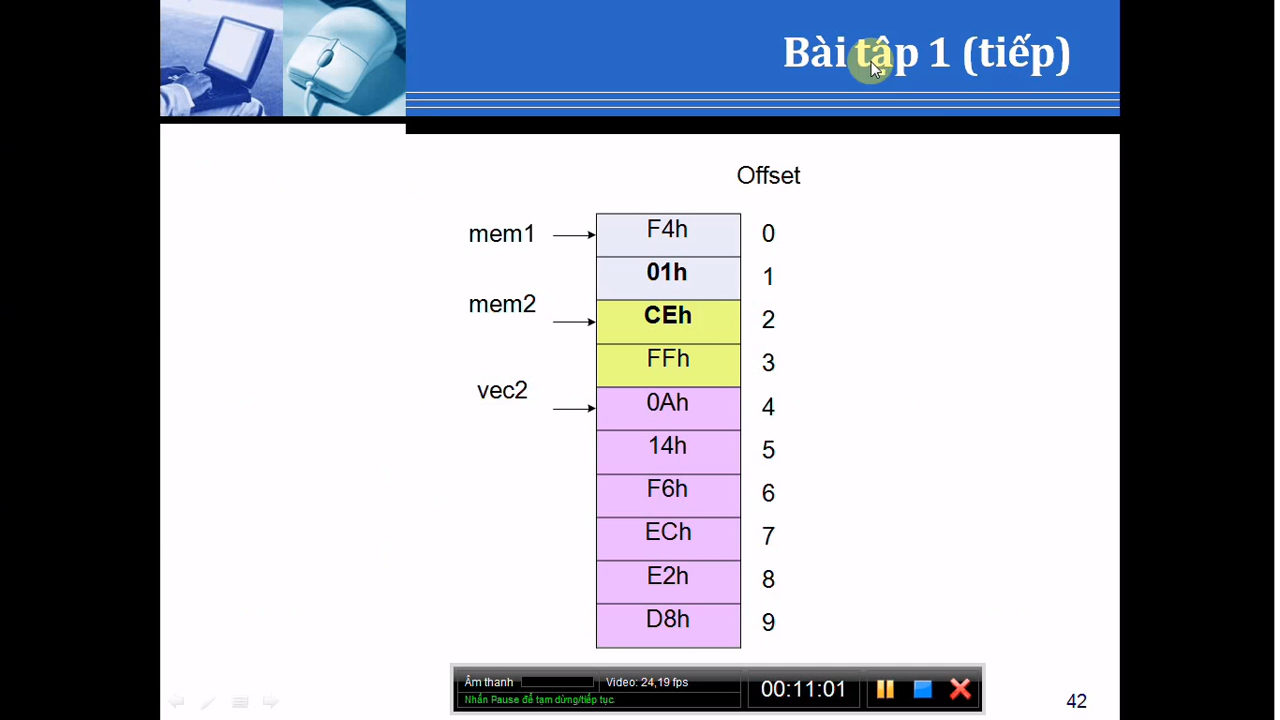 Bài tập 1 (tiếp)
Offset
mem1 F4h 0
01h 1
mem2 CEh 2
FFh 3
vec2 0Ah 4
14h 5
F6h 6
ECh 7
E2h 8
D8h 9
Âm thanh Video: 24,19 fps
Nhấn Pause để tạm dừng/tiếp tục
00:11:01
42